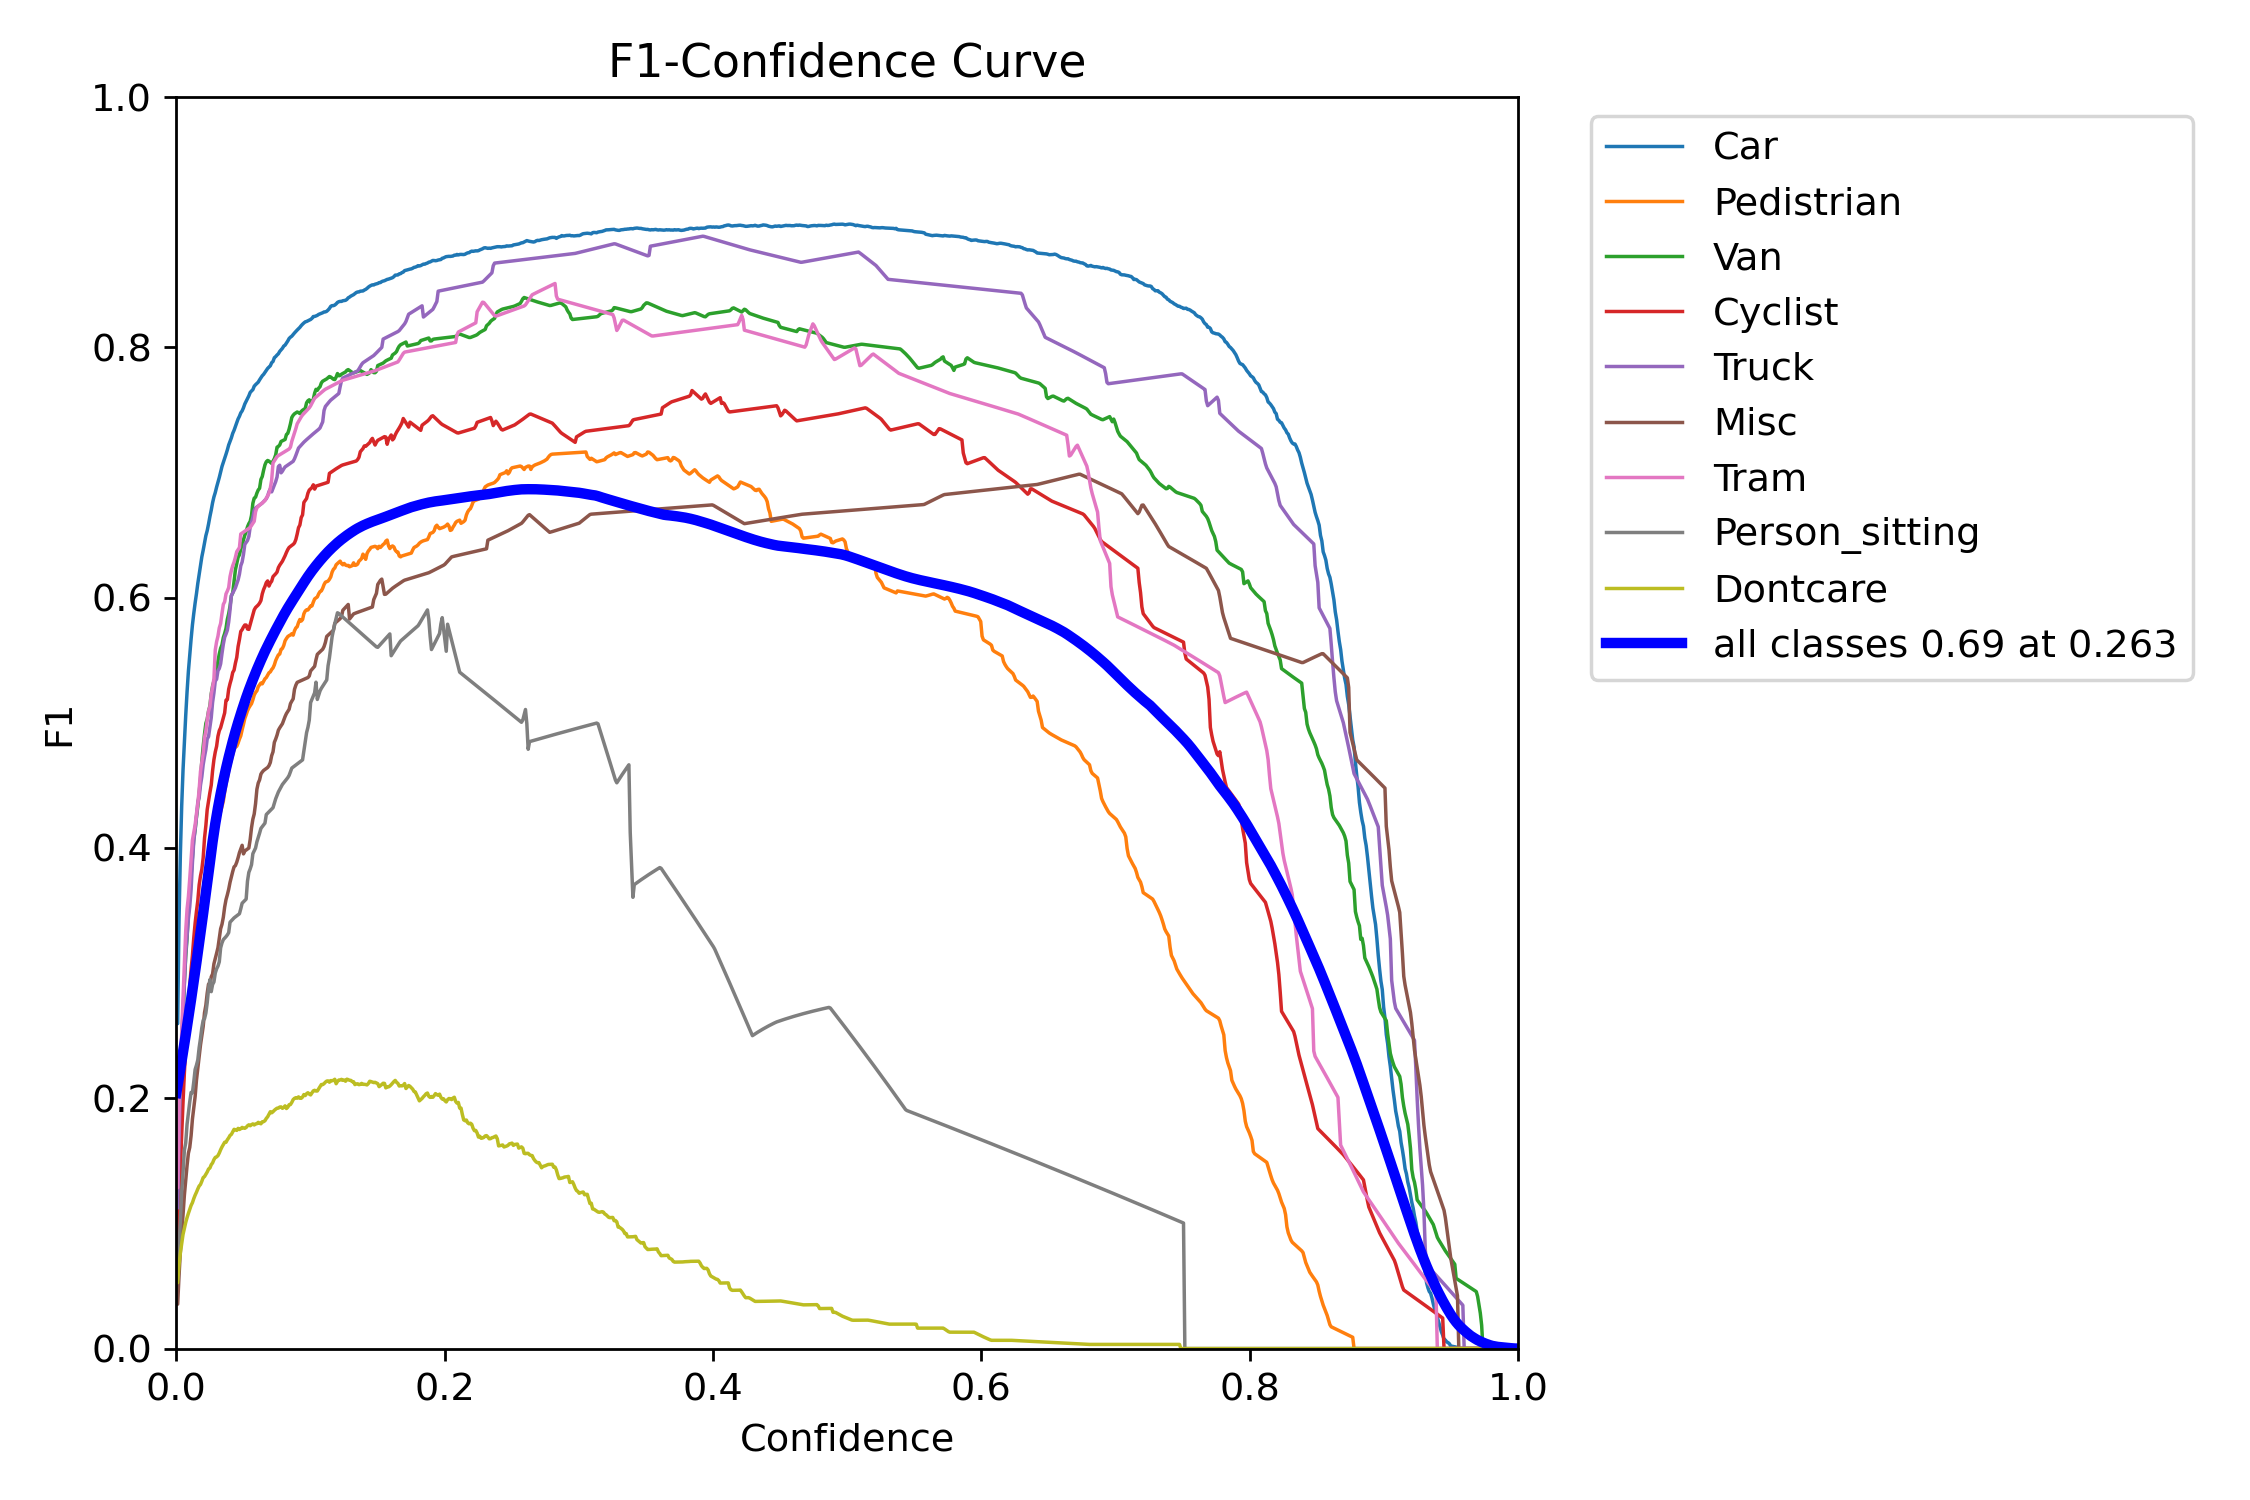 F1-Confidence Curve
1.0
0.8
0.6
0.4
0.2
0.0
F1
0.0 0.2 0.4 0.6 0.8 1.0
Confidence
Car
Pedistrian
Van
Cyclist
Truck
Misc
Tram
Person_sitting
Dontcare
all classes 0.69 at 0.263